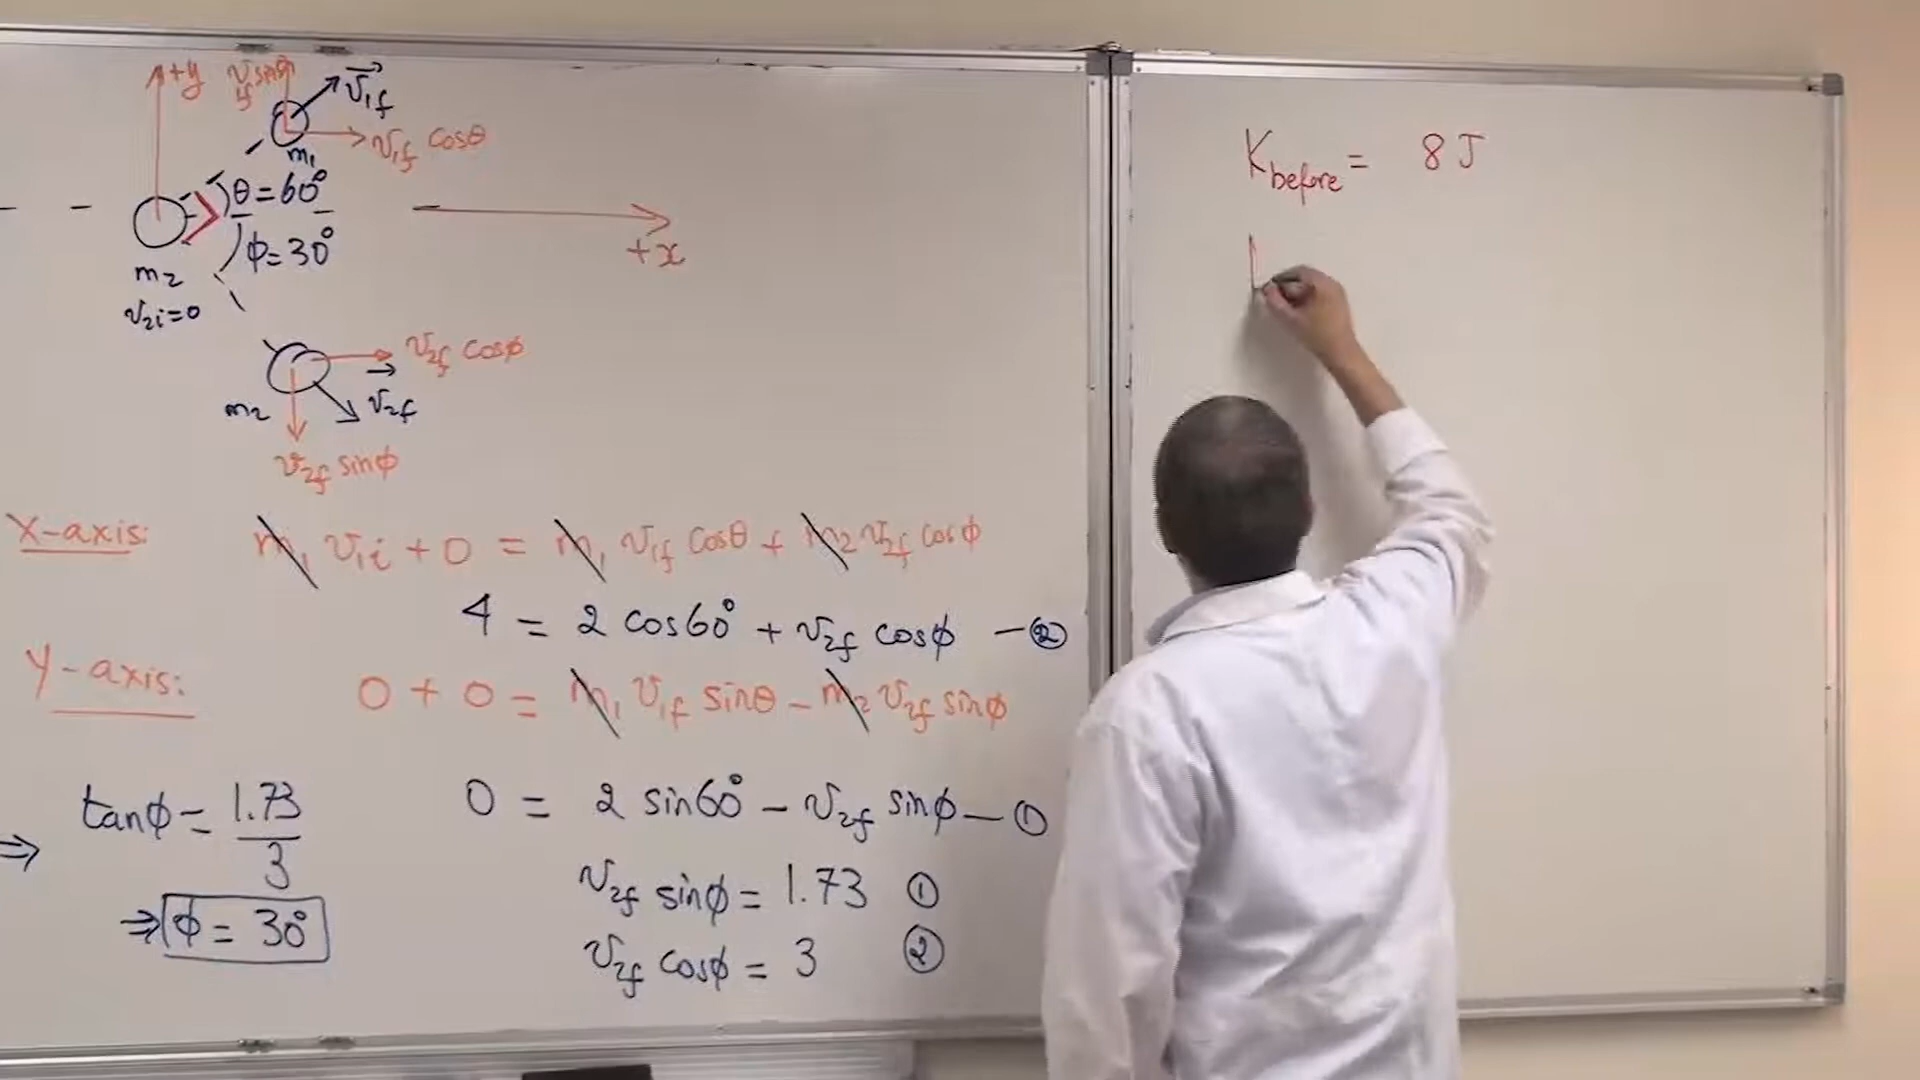 +y
v1f sinθ
v1f
v1f cosθ
m1
θ = 60°
φ = 30°
m2
v2i = 0
+x
v2f cosφ
v2f
m2
v2f sinφ
X-axis: m1 v1i + 0 = m1 v1f cosθ + m2 v2f cosφ
4 = 2 cos60° + v2f cosφ — ②
Y-axis: 0 + 0 = m1 v1f sinθ - m2 v2f sinφ
0 = 2 sin60° - v2f sinφ — ①
v2f sinφ = 1.73 ①
v2f cosφ = 3 ②
⇒ tanφ = 1.73 / 3
⇒ φ = 30°
Kbefore = 8 J